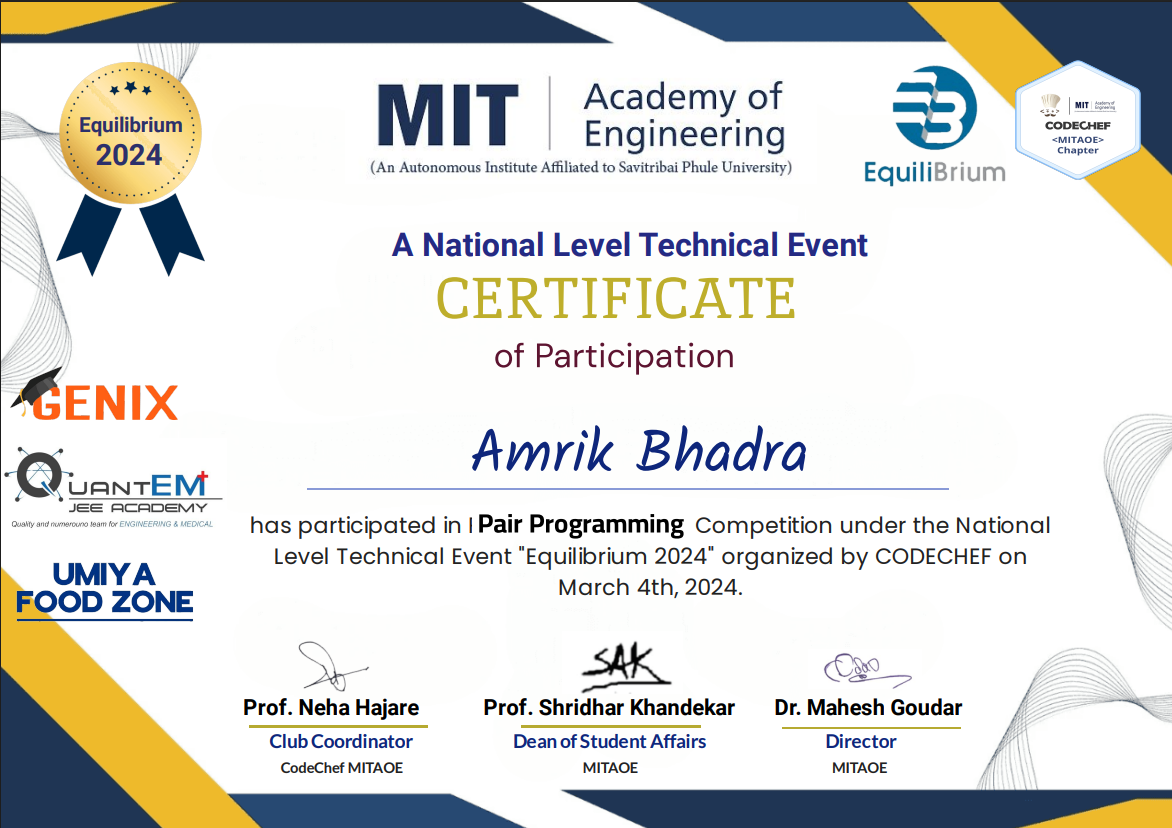 Equilibrium
2024
MIT
Academy of
Engineering
(An Autonomous Institute Affiliated to Savitribai Phule University)
EquiliBrium
MIT Academy of Engineering
CODECHEF
<MITAOE>
Chapter
A National Level Technical Event
CERTIFICATE
of Participation
GENIX
QUANTEM
JEE ACADEMY
Quality and numerouno team for ENGINEERING & MEDICAL
UMIYA
FOOD ZONE
Amrik Bhadra
has participated in l Pair Programming Competition under the National
Level Technical Event "Equilibrium 2024" organized by CODECHEF on
March 4th, 2024.
SAK
Prof. Neha Hajare
Club Coordinator
CodeChef MITAOE
Prof. Shridhar Khandekar
Dean of Student Affairs
MITAOE
Dr. Mahesh Goudar
Director
MITAOE